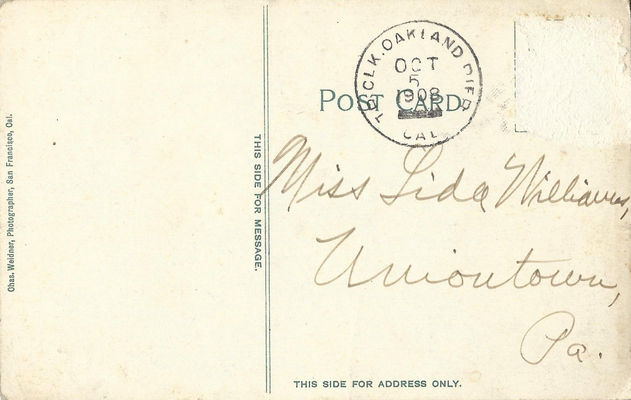 TR.CLK. OAKLAND PIER
OCT
5
1908
CAL
POST CARD
Chas. Weidner, Photographer, San Francisco, Cal.
THIS SIDE FOR MESSAGE.
Miss Lida Williams,
Uniontown,
Pa.
THIS SIDE FOR ADDRESS ONLY.